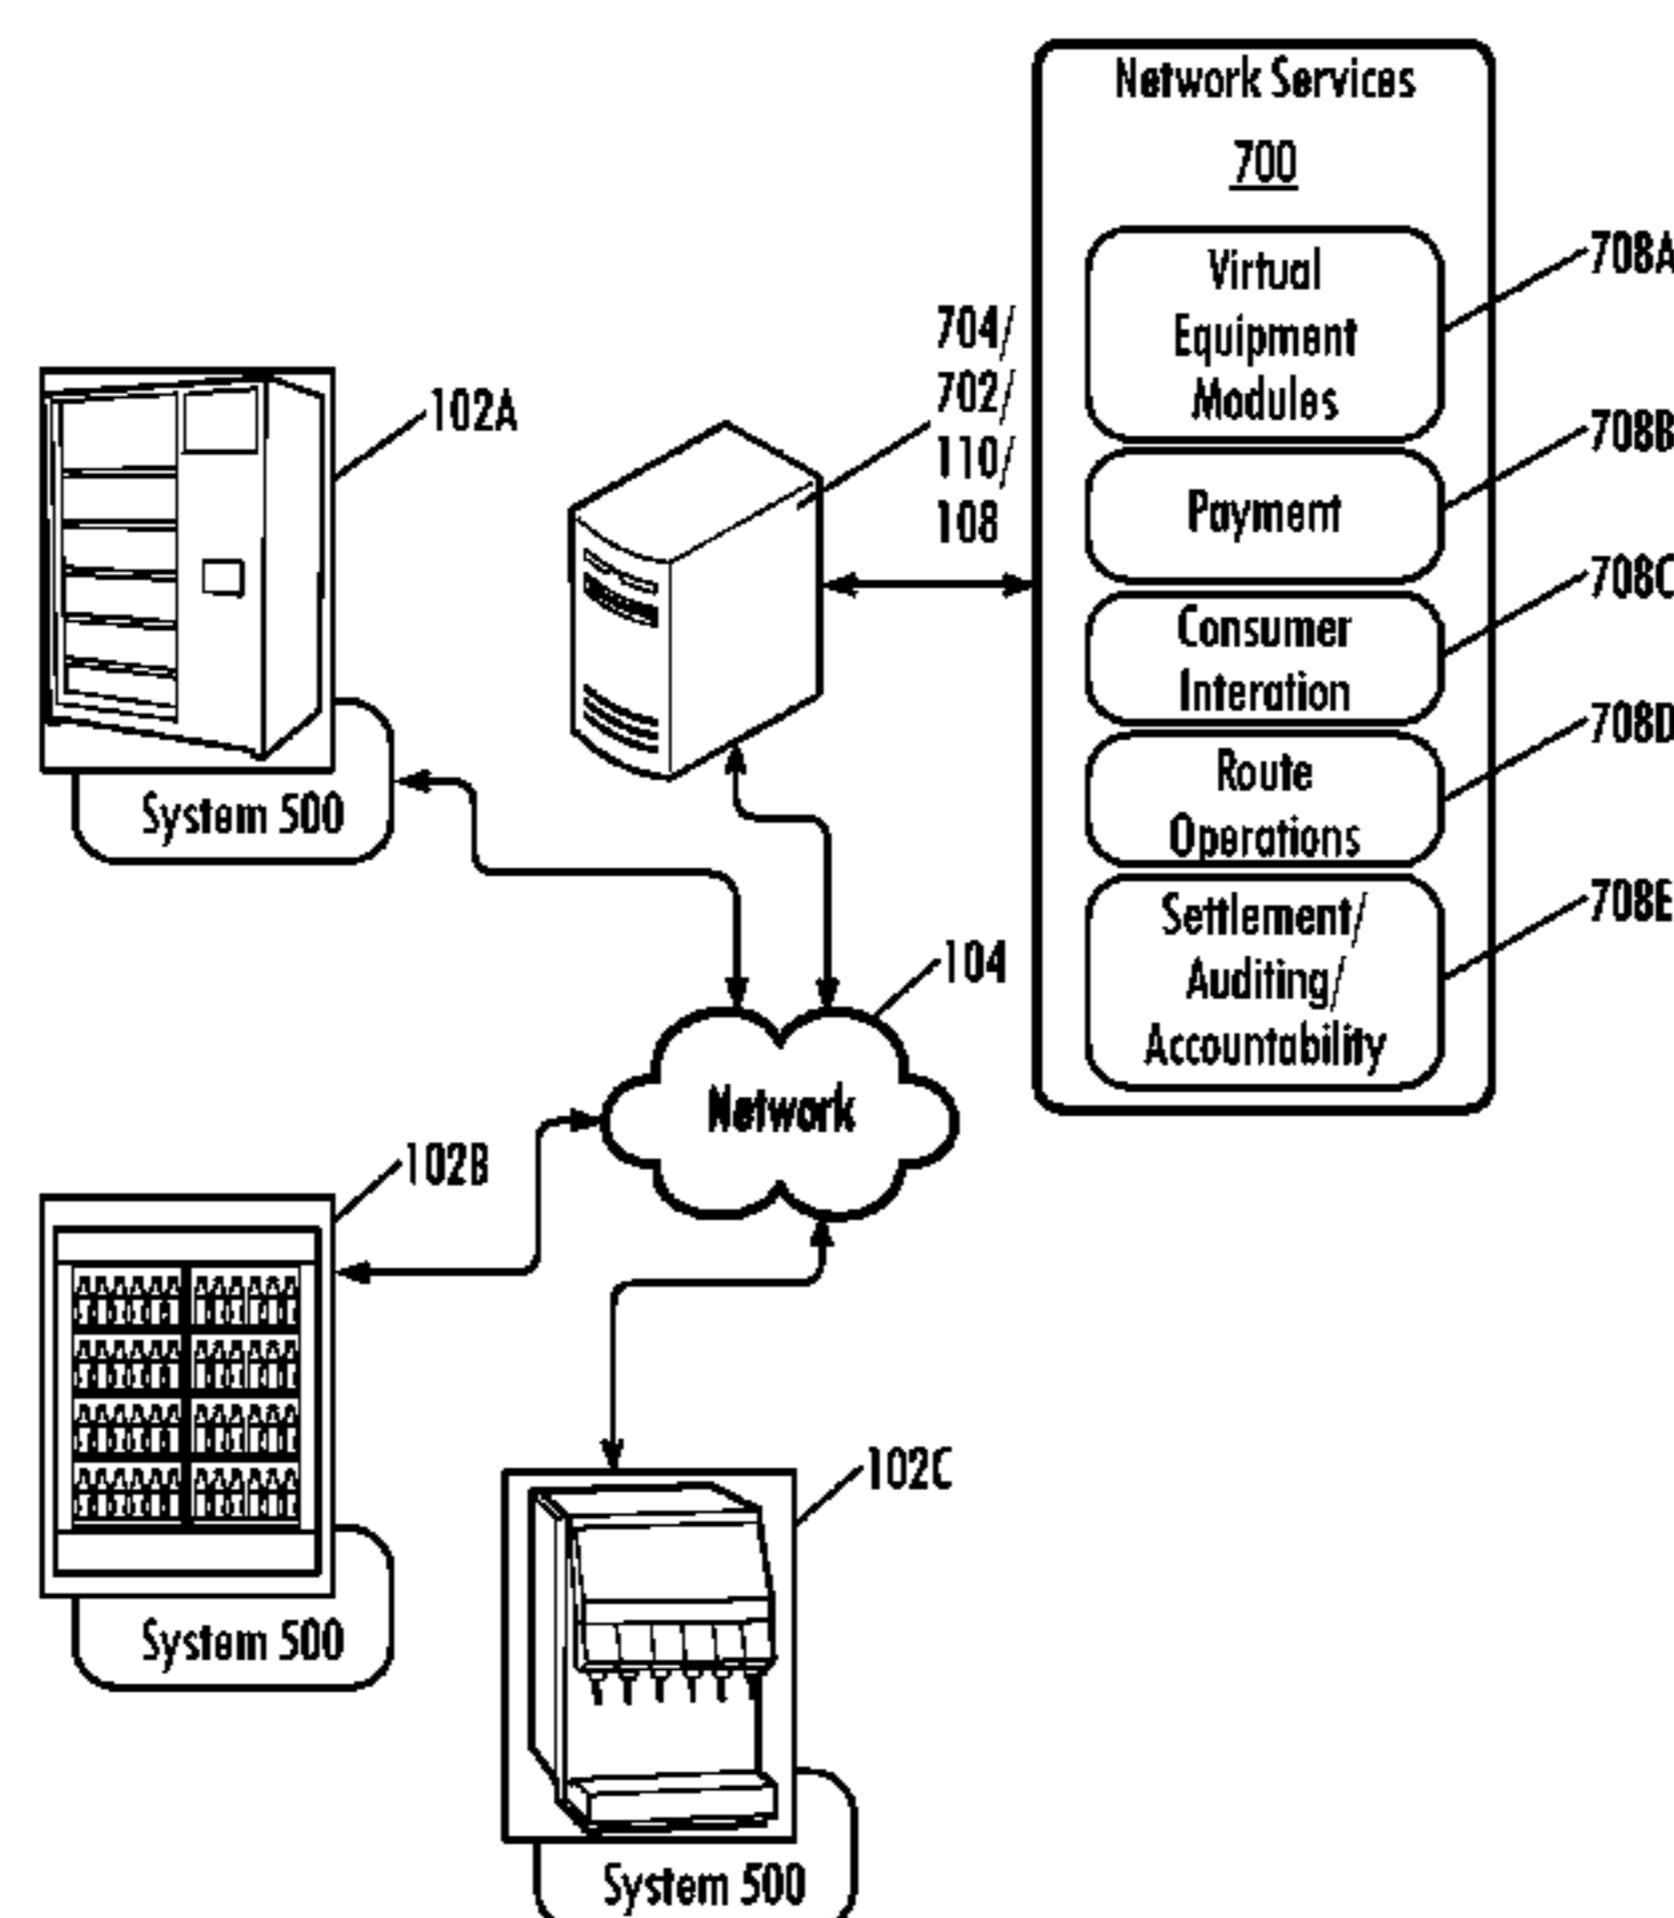 Network Services
700
Virtual
Equipment
Modules
708A
Payment
708B
Consumer
Interation
708C
Route
Operations
708D
Settlement/
Auditing/
Accountability
708E
704/
702/
110/
108
102A
System 500
104
Network
102B
System 500
102C
System 500